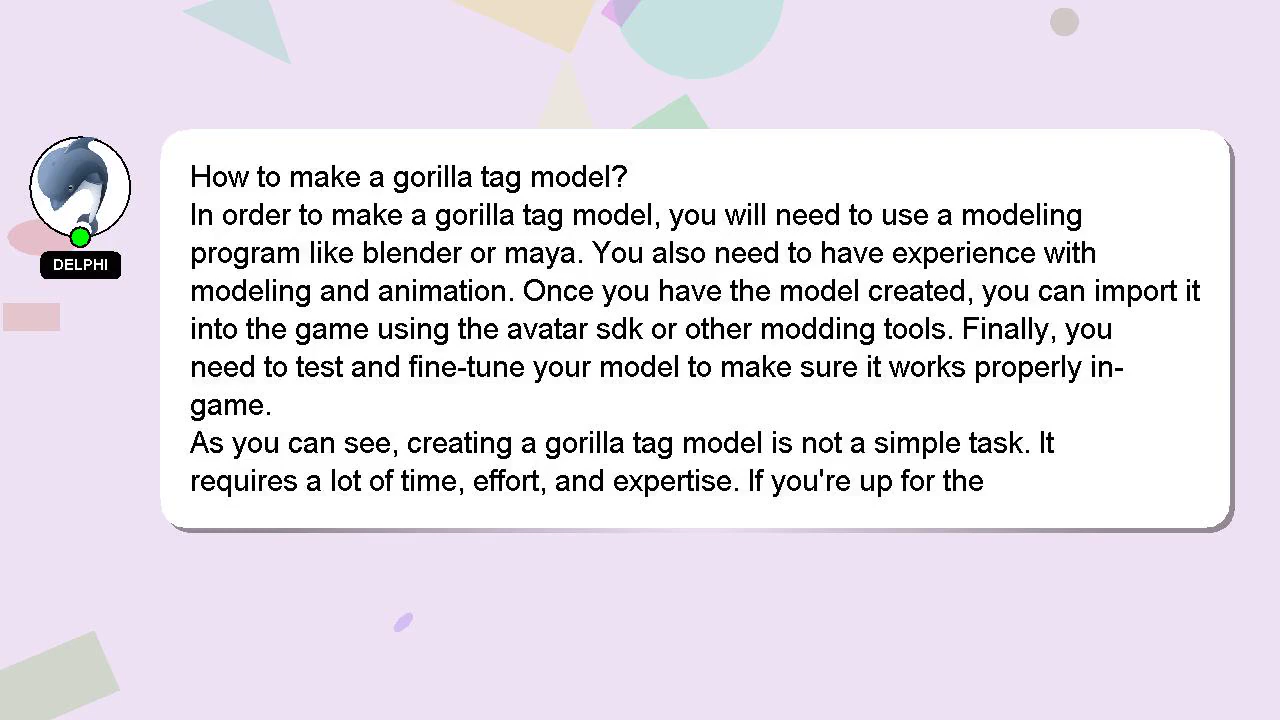 How to make a gorilla tag model?
In order to make a gorilla tag model, you will need to use a modeling
program like blender or maya. You also need to have experience with
modeling and animation. Once you have the model created, you can import it
into the game using the avatar sdk or other modding tools. Finally, you
need to test and fine-tune your model to make sure it works properly in-
game.
As you can see, creating a gorilla tag model is not a simple task. It
requires a lot of time, effort, and expertise. If you're up for the
DELPHI